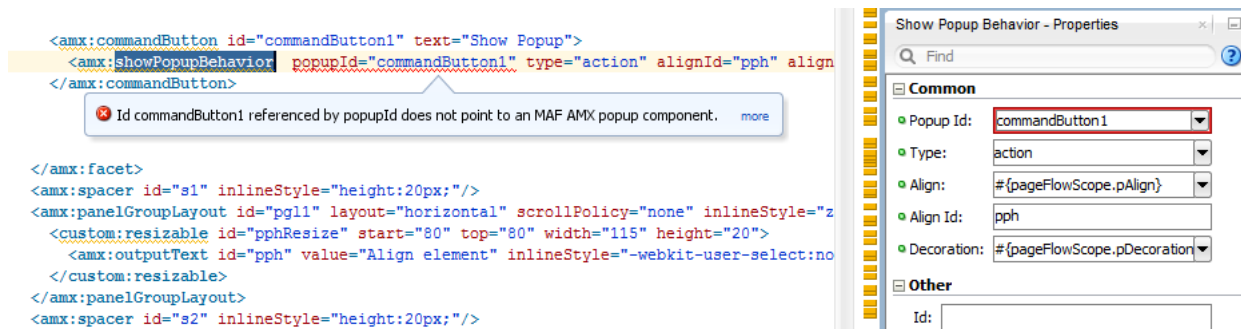 <amx:commandButton id="commandButton1" text="Show Popup">
<amx:showPopupBehavior popupId="commandButton1" type="action" alignId="pph" align
</amx:commandButton>
Id commandButton1 referenced by popupId does not point to an MAF AMX popup component. more
</amx:facet>
<amx:spacer id="s1" inlineStyle="height:20px;"/>
<amx:panelGroupLayout id="pgl1" layout="horizontal" scrollPolicy="none" inlineStyle="z
<custom:resizable id="pphResize" start="80" top="80" width="115" height="20">
<amx:outputText id="pph" value="Align element" inlineStyle="-webkit-user-select:no
</custom:resizable>
</amx:panelGroupLayout>
<amx:spacer id="s2" inlineStyle="height:20px;"/>
Show Popup Behavior - Properties
Find
?
Common
Popup Id: commandButton1
Type: action
Align: #{pageFlowScope.pAlign}
Align Id: pph
Decoration: #{pageFlowScope.pDecoration
Other
Id: